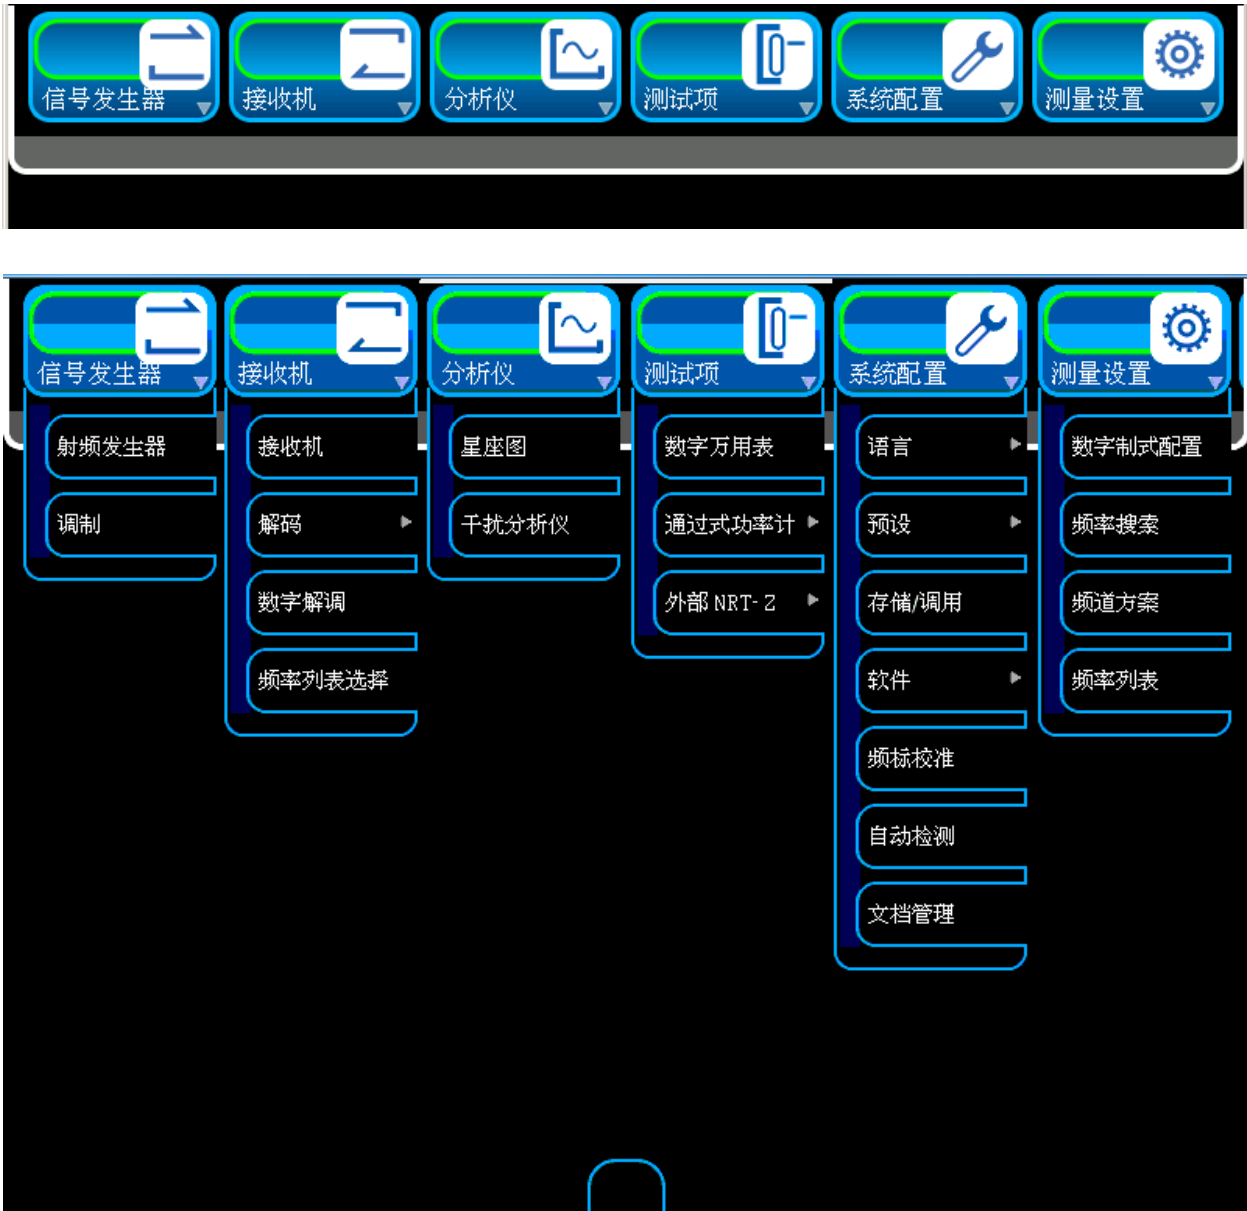 信号发生器
接收机
分析仪
测试项
系统配置
测量设置
信号发生器
接收机
分析仪
测试项
系统配置
测量设置
射频发生器
调制
接收机
解码
数字解调
频率列表选择
星座图
干扰分析仪
数字万用表
通过式功率计
外部 NRT-Z
语言
预设
存储/调用
软件
频标校准
自动检测
文档管理
数字制式配置
频率搜索
频道方案
频率列表